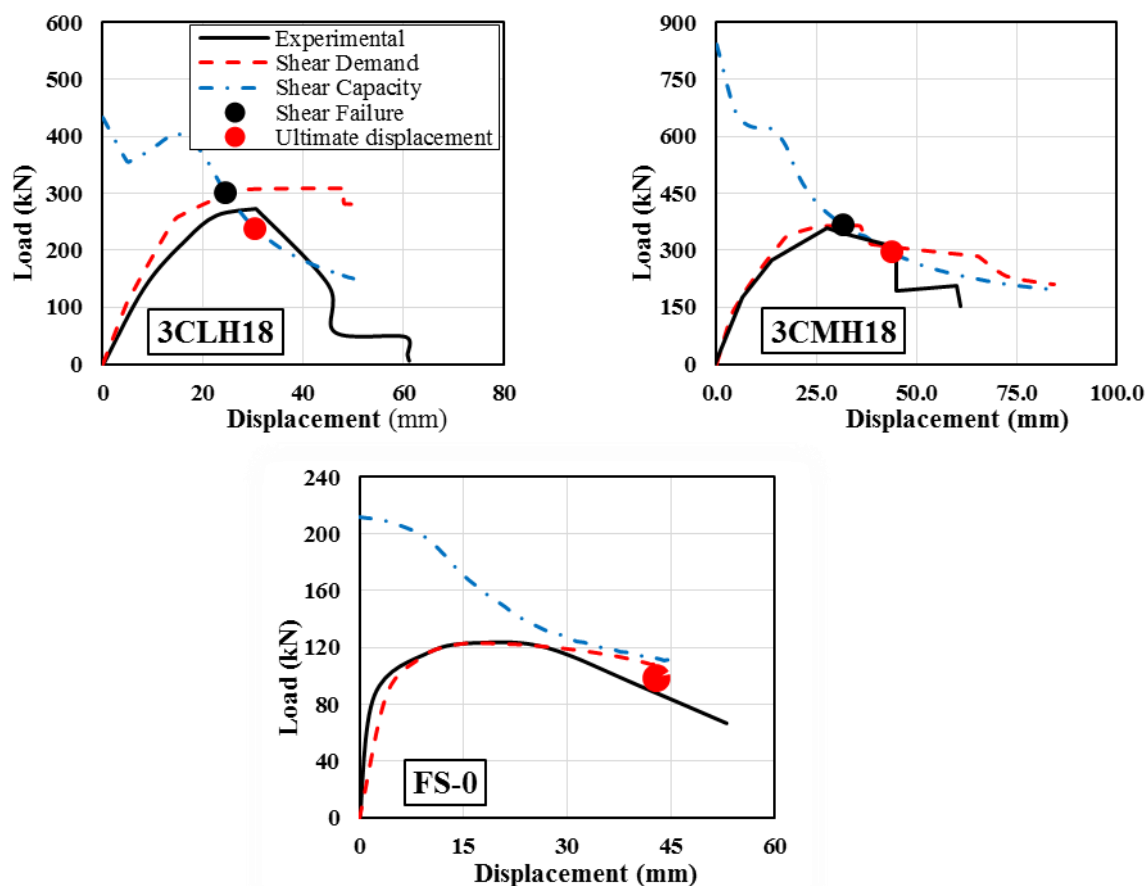 600
500
400
300
200
100
0
Load (kN)
Experimental
Shear Demand
Shear Capacity
Shear Failure
Ultimate displacement
3CLH18
0 20 40 60 80
Displacement (mm)
900
750
600
450
300
150
0
Load (kN)
3CMH18
0.0 25.0 50.0 75.0 100.0
Displacement (mm)
240
200
160
120
80
40
0
Load (kN)
FS-0
0 15 30 45 60
Displacement (mm)